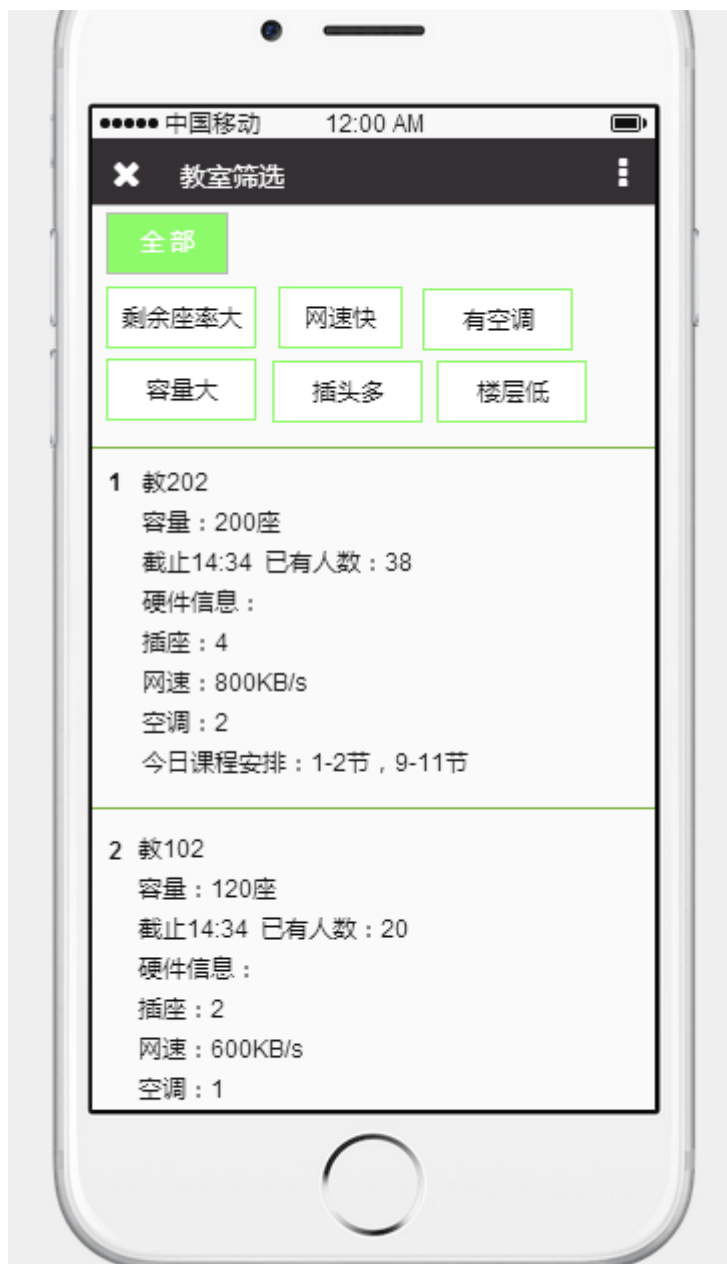 中国移动 12:00 AM
教室筛选
全部
剩余座率大 网速快 有空调
容量大 插头多 楼层低
1 教202
容量：200座
截止14:34 已有人数：38
硬件信息：
插座：4
网速：800KB/s
空调：2
今日课程安排：1-2节，9-11节
2 教102
容量：120座
截止14:34 已有人数：20
硬件信息：
插座：2
网速：600KB/s
空调：1